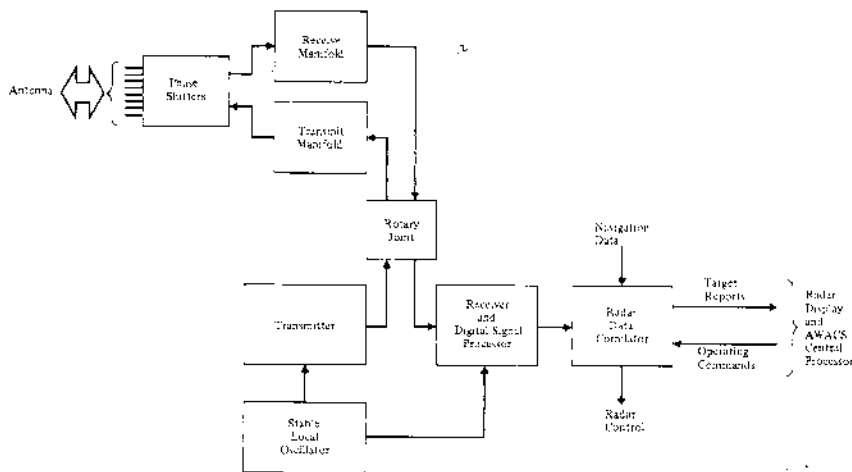 Receive
Manifold
Antenna
Phase
Shifters
Transmit
Manifold
Rotary
Joint
Navigation
Data
Target
Reports
Transmitter
Receiver
and
Digital Signal
Processor
Radar
Data
Correlator
Radar
Display
and
AWACS
Central
Processor
Operating
Commands
Stable
Local
Oscillator
Radar
Control